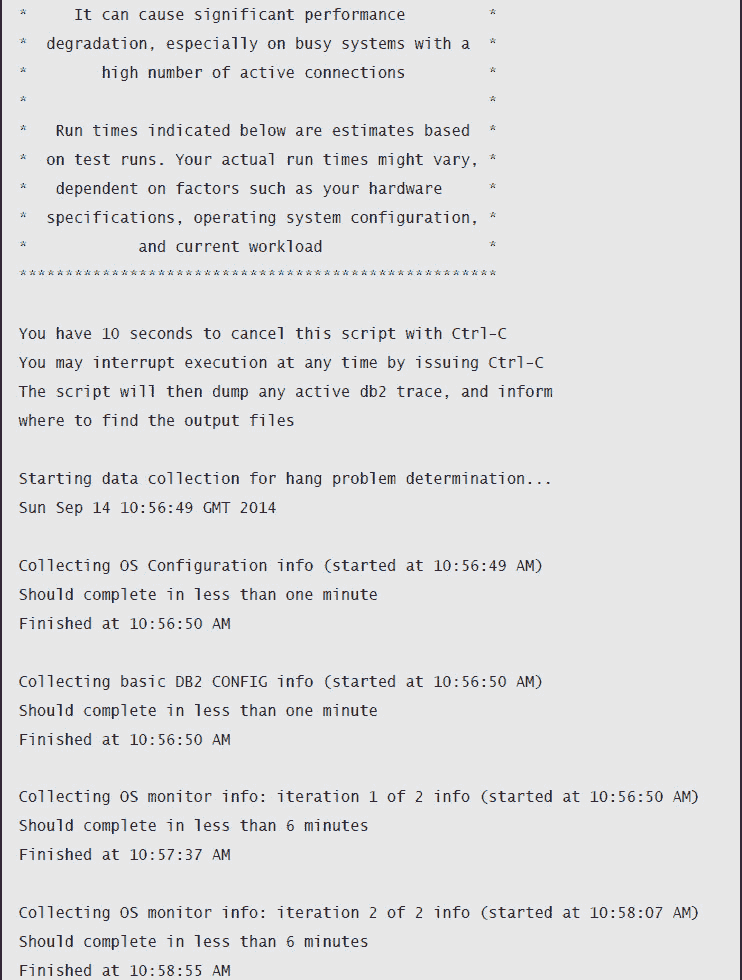 *     It can cause significant performance         *
*  degradation, especially on busy systems with a  *
*        high number of active connections         *
*                                                  *
*   Run times indicated below are estimates based  *
*  on test runs. Your actual run times might vary, *
*   dependent on factors such as your hardware     *
*  specifications, operating system configuration, *
*            and current workload                  *
****************************************************

You have 10 seconds to cancel this script with Ctrl-C
You may interrupt execution at any time by issuing Ctrl-C
The script will then dump any active db2 trace, and inform
where to find the output files

Starting data collection for hang problem determination...
Sun Sep 14 10:56:49 GMT 2014

Collecting OS Configuration info (started at 10:56:49 AM)
Should complete in less than one minute
Finished at 10:56:50 AM

Collecting basic DB2 CONFIG info (started at 10:56:50 AM)
Should complete in less than one minute
Finished at 10:56:50 AM

Collecting OS monitor info: iteration 1 of 2 info (started at 10:56:50 AM)
Should complete in less than 6 minutes
Finished at 10:57:37 AM

Collecting OS monitor info: iteration 2 of 2 info (started at 10:58:07 AM)
Should complete in less than 6 minutes
Finished at 10:58:55 AM